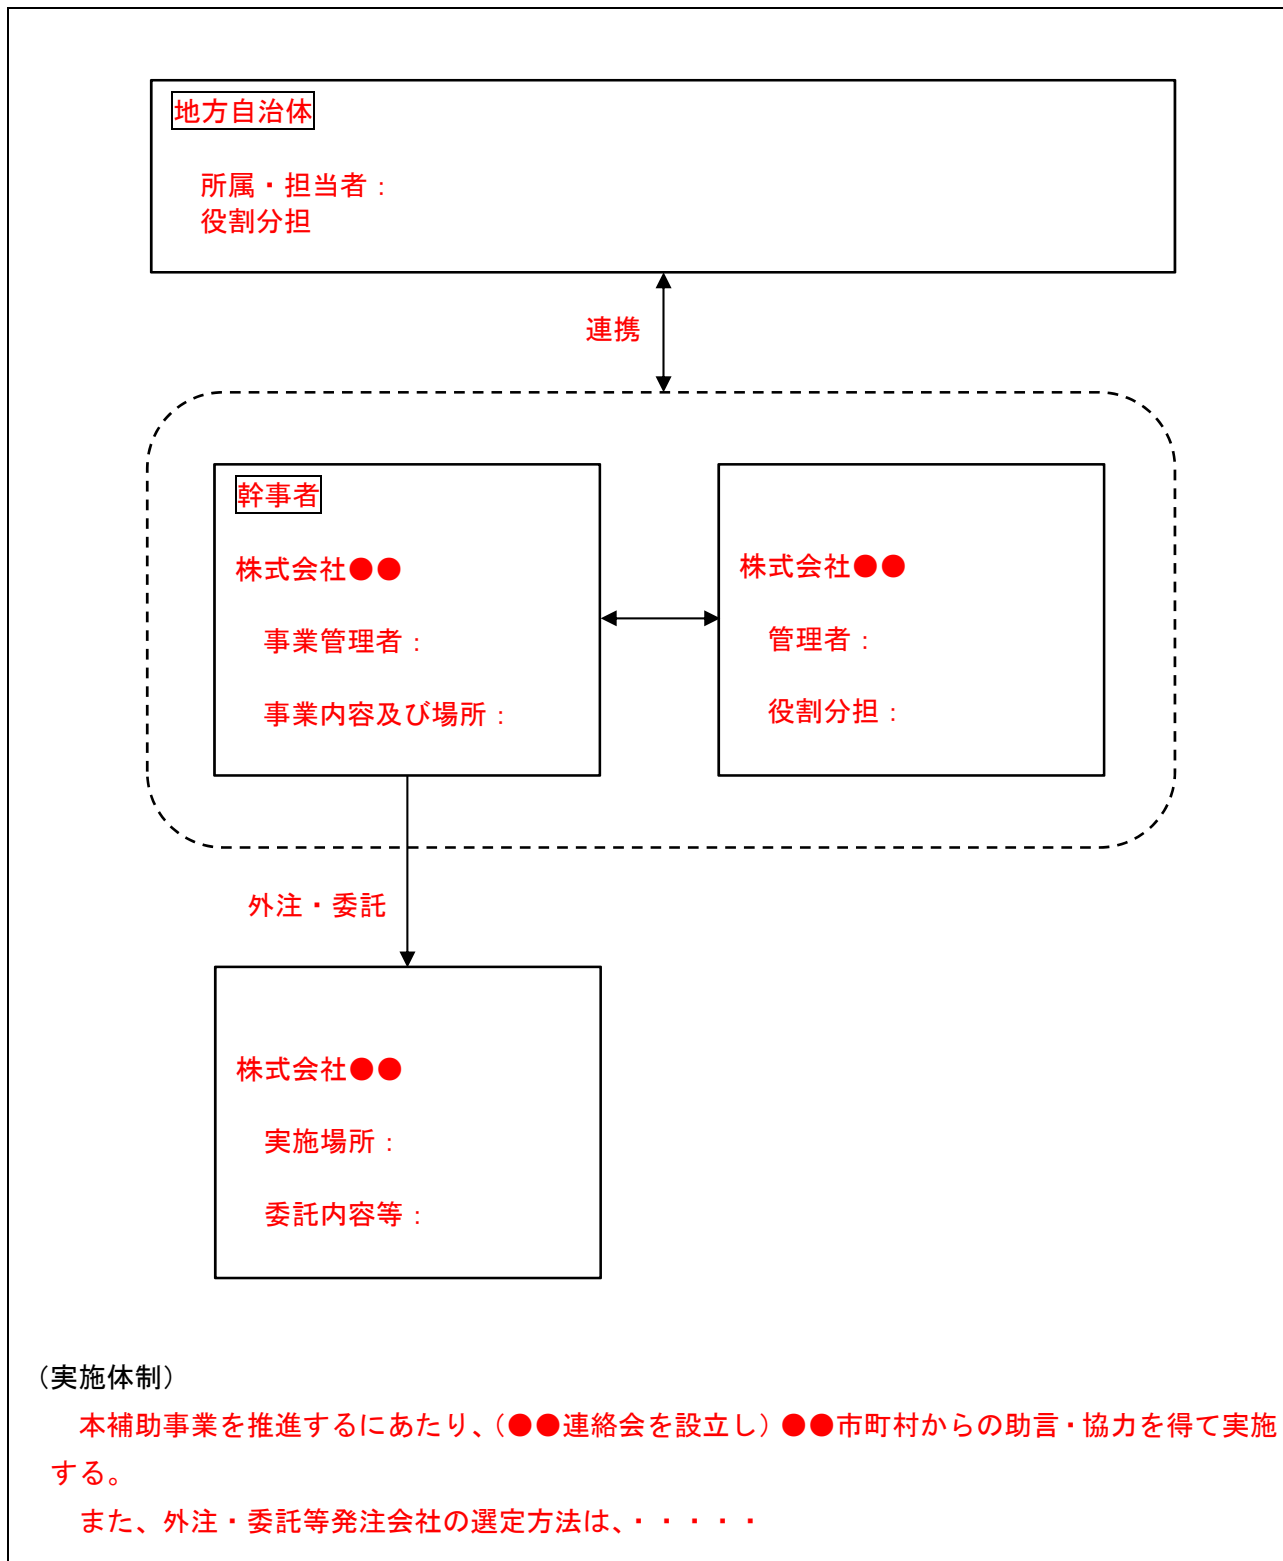 地方自治体
所属・担当者：
役割分担
連携
幹事者
株式会社●●
事業管理者：
事業内容及び場所：
株式会社●●
管理者：
役割分担：
外注・委託
株式会社●●
実施場所：
委託内容等：
（実施体制）
本補助事業を推進するにあたり、（●●連絡会を設立し）●●市町村からの助言・協力を得て実施
する。
また、外注・委託等発注会社の選定方法は、・・・・・